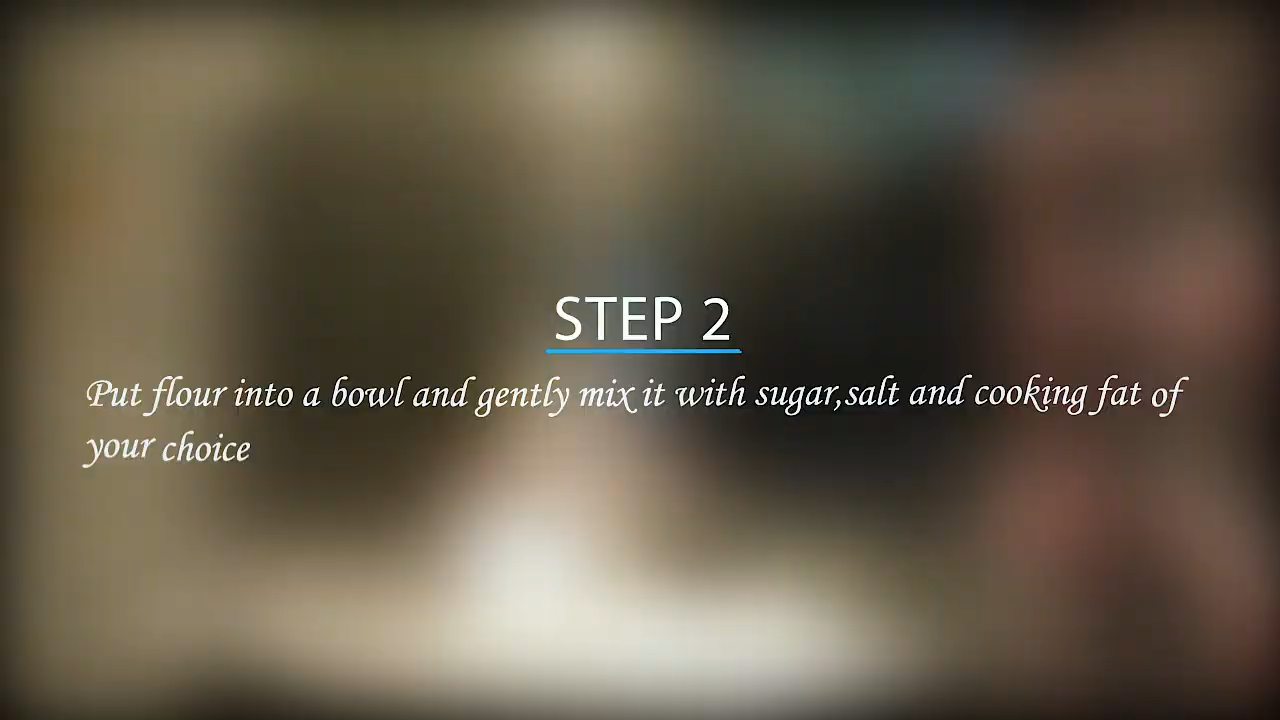 STEP 2
Put flour into a bowl and gently mix it with sugar,salt and cooking fat of
your choice